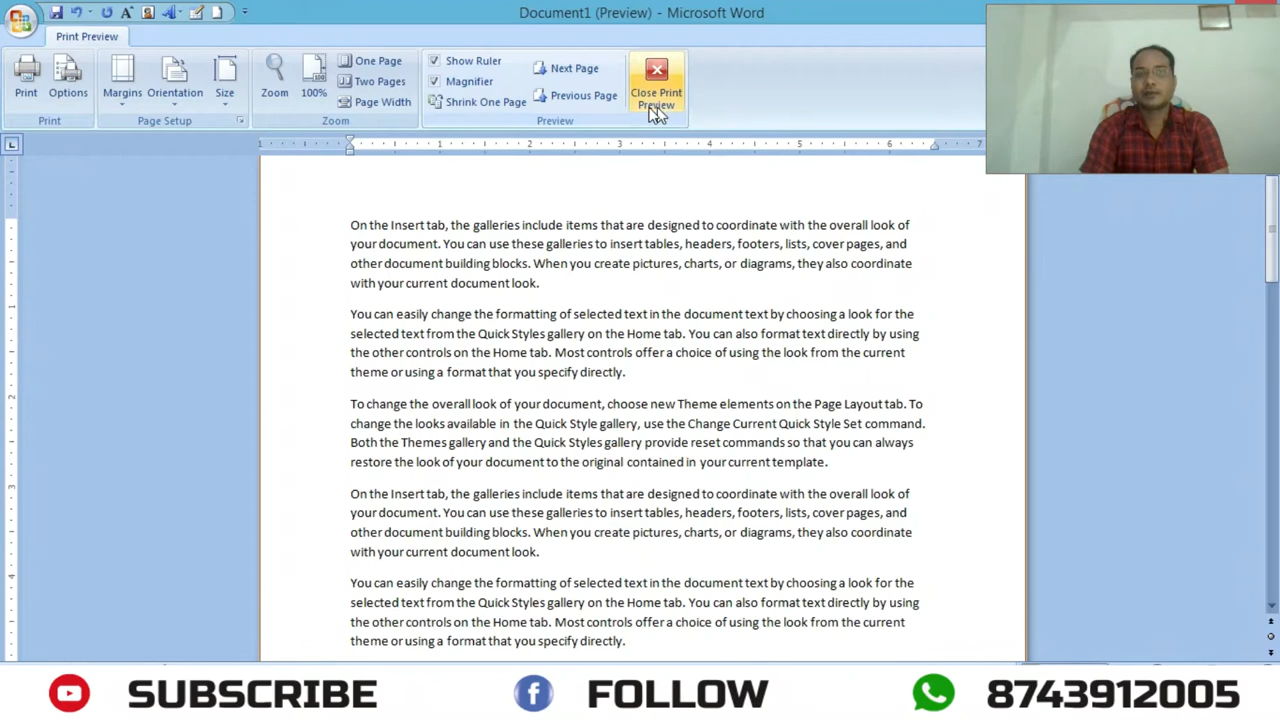 Document1 (Preview) - Microsoft Word
Print Preview
Print
Options
Margins
Orientation
Size
Zoom
100%
One Page
Two Pages
Page Width
Show Ruler
Magnifier
Shrink One Page
Next Page
Previous Page
Close Print
Preview
Print
Page Setup
Zoom
Preview
1 1 2 3 4 5 6 7
On the Insert tab, the galleries include items that are designed to coordinate with the overall look of
your document. You can use these galleries to insert tables, headers, footers, lists, cover pages, and
other document building blocks. When you create pictures, charts, or diagrams, they also coordinate
with your current document look.
You can easily change the formatting of selected text in the document text by choosing a look for the
selected text from the Quick Styles gallery on the Home tab. You can also format text directly by using
the other controls on the Home tab. Most controls offer a choice of using the look from the current
theme or using a format that you specify directly.
To change the overall look of your document, choose new Theme elements on the Page Layout tab. To
change the looks available in the Quick Style gallery, use the Change Current Quick Style Set command.
Both the Themes gallery and the Quick Styles gallery provide reset commands so that you can always
restore the look of your document to the original contained in your current template.
On the Insert tab, the galleries include items that are designed to coordinate with the overall look of
your document. You can use these galleries to insert tables, headers, footers, lists, cover pages, and
other document building blocks. When you create pictures, charts, or diagrams, they also coordinate
with your current document look.
You can easily change the formatting of selected text in the document text by choosing a look for the
selected text from the Quick Styles gallery on the Home tab. You can also format text directly by using
the other controls on the Home tab. Most controls offer a choice of using the look from the current
theme or using a format that you specify directly.
SUBSCRIBE
FOLLOW
8743912005